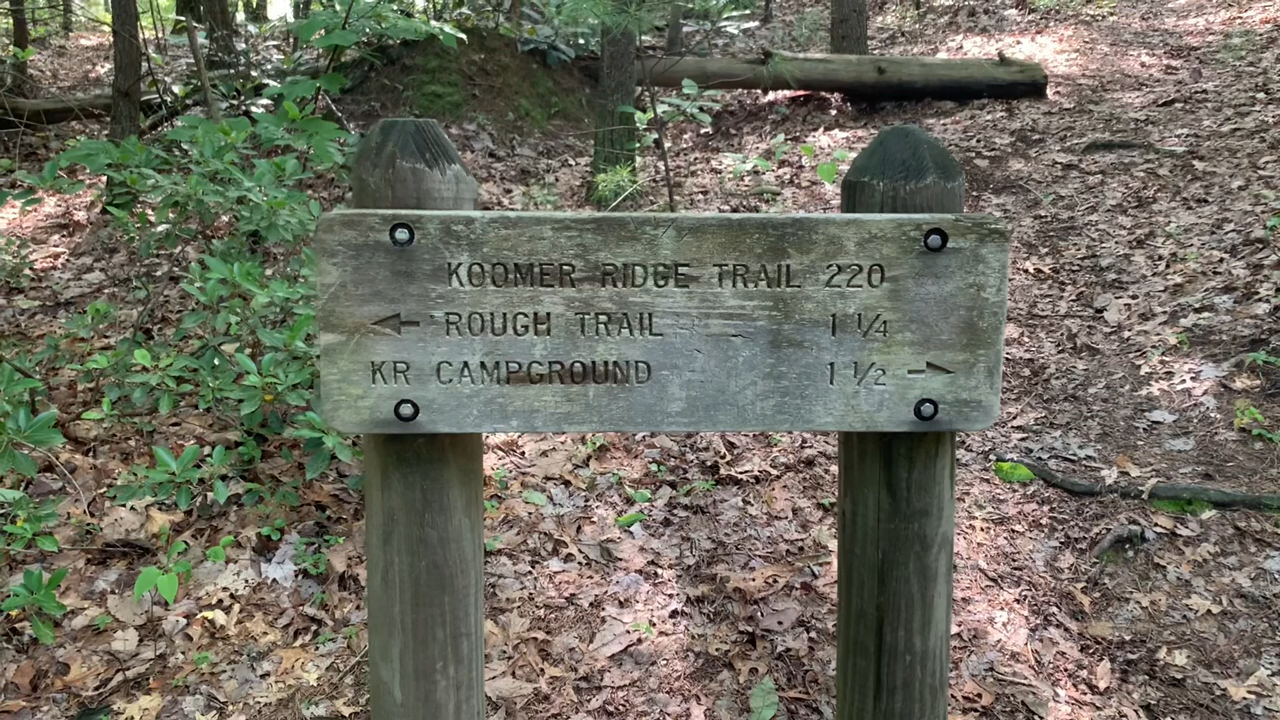 KOOMER RIDGE TRAIL 220
← ROUGH TRAIL 1 1/4
KR CAMPGROUND 1 1/2 →